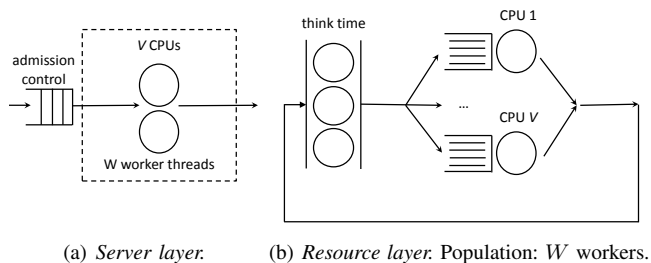 admission
control
V CPUs
W worker threads
think time
CPU 1
...
CPU V
(a) Server layer.
(b) Resource layer. Population: W workers.